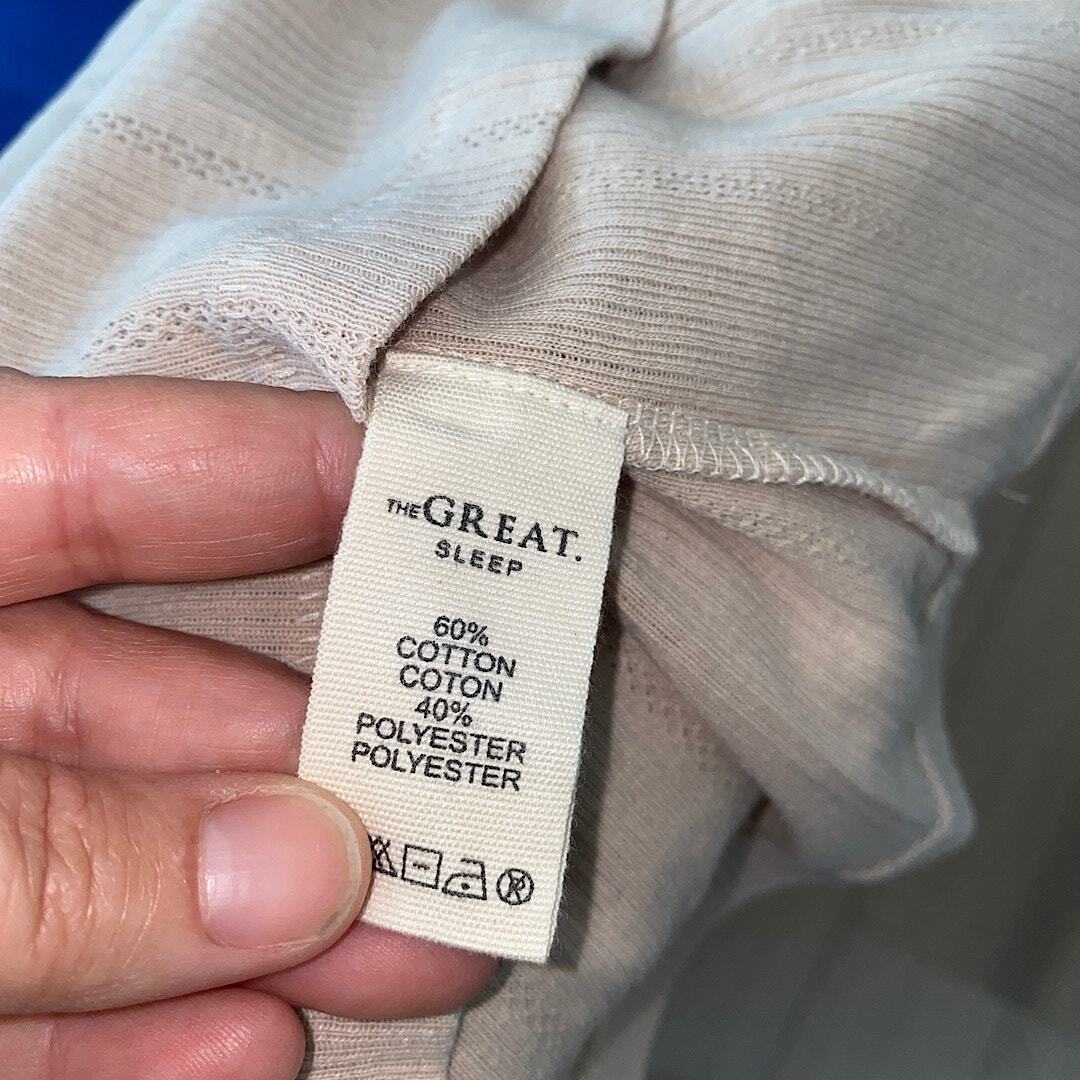 THE GREAT.
SLEEP
60%
COTTON
COTON
40%
POLYESTER
POLYESTER